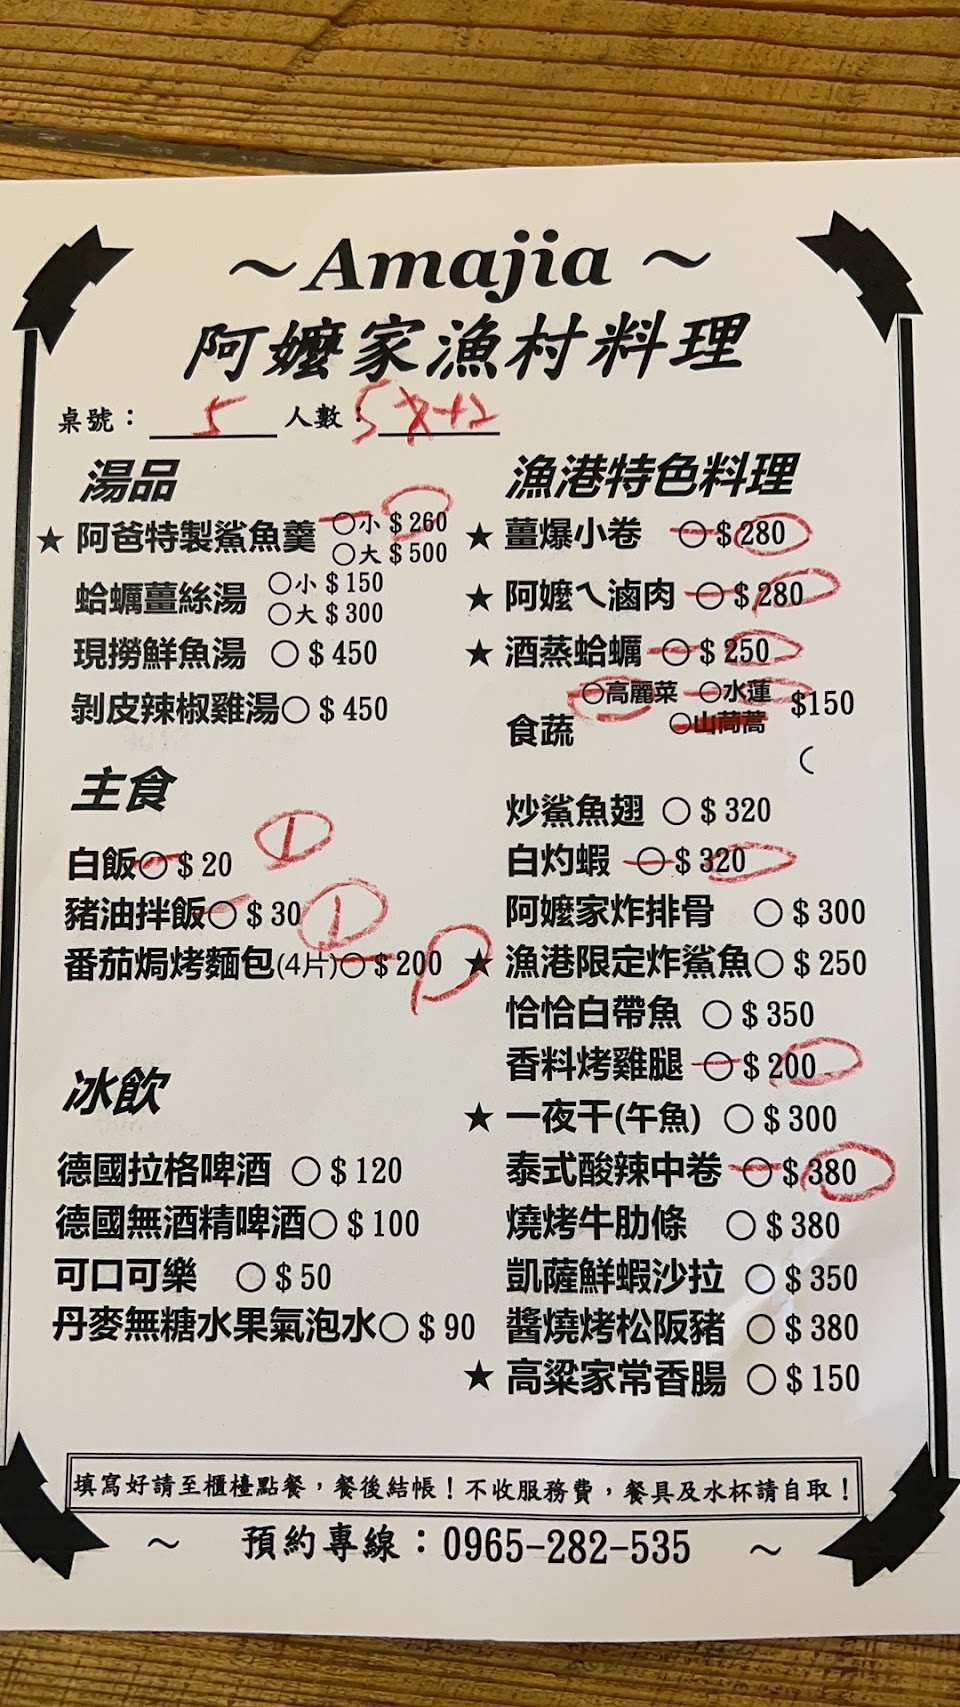 ～Amajia～
阿嬤家漁村料理
桌號：5 人數：5大+2
湯品
★ 阿爸特製鯊魚羹 ○小 $260
○大 $500
蛤蠣薑絲湯 ○小 $150
○大 $300
現撈鮮魚湯 ○ $450
剝皮辣椒雞湯○ $450
主食
白飯○ $20 1
豬油拌飯○ $30 1
番茄焗烤麵包(4片)○ $200
冰飲
德國拉格啤酒 ○ $120
德國無酒精啤酒○ $100
可口可樂 ○ $50
丹麥無糖水果氣泡水○ $90
漁港特色料理
★ 薑爆小卷 ○ $280
★ 阿嬤ㄟ滷肉 ○ $280
★ 酒蒸蛤蠣 ○ $250
○高麗菜 ○水蓮 $150
食蔬 ○山茼蒿
炒鯊魚翅 ○ $320
白灼蝦 ○ $320
阿嬤家炸排骨 ○ $300
★ 漁港限定炸鯊魚○ $250
恰恰白帶魚 ○ $350
香料烤雞腿 ○ $200
★ 一夜干(午魚) ○ $300
泰式酸辣中卷 ○ $380
燒烤牛肋條 ○ $380
凱薩鮮蝦沙拉 ○ $350
醬燒烤松阪豬 ○ $380
★ 高粱家常香腸 ○ $150
填寫好請至櫃檯點餐，餐後結帳！不收服務費，餐具及水杯請自取！
～ 預約專線：0965-282-535 ～